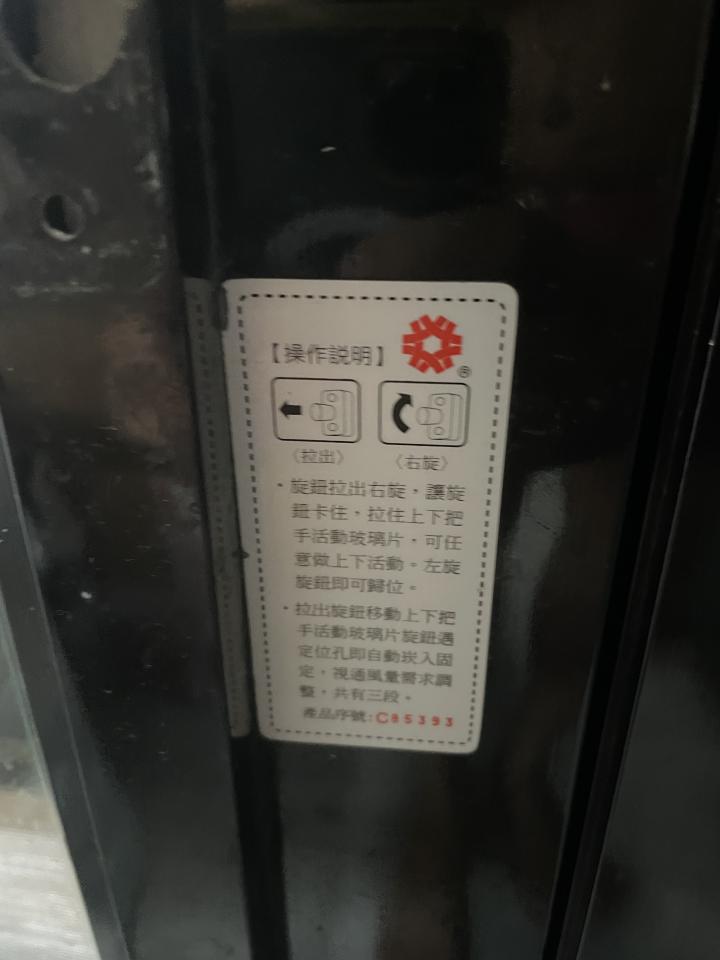 【操作説明】
®
〈拉出〉
〈右旋〉
・旋鈕拉出右旋，讓旋
鈕卡住，拉住上下把
手活動玻璃片，可任
意做上下活動。左旋
旋鈕即可歸位。
・拉出旋鈕移動上下把
手活動玻璃片旋鈕遇
定位孔即自動崁入固
定，視通風量需求調
整，共有三段。
產品序號:C85393